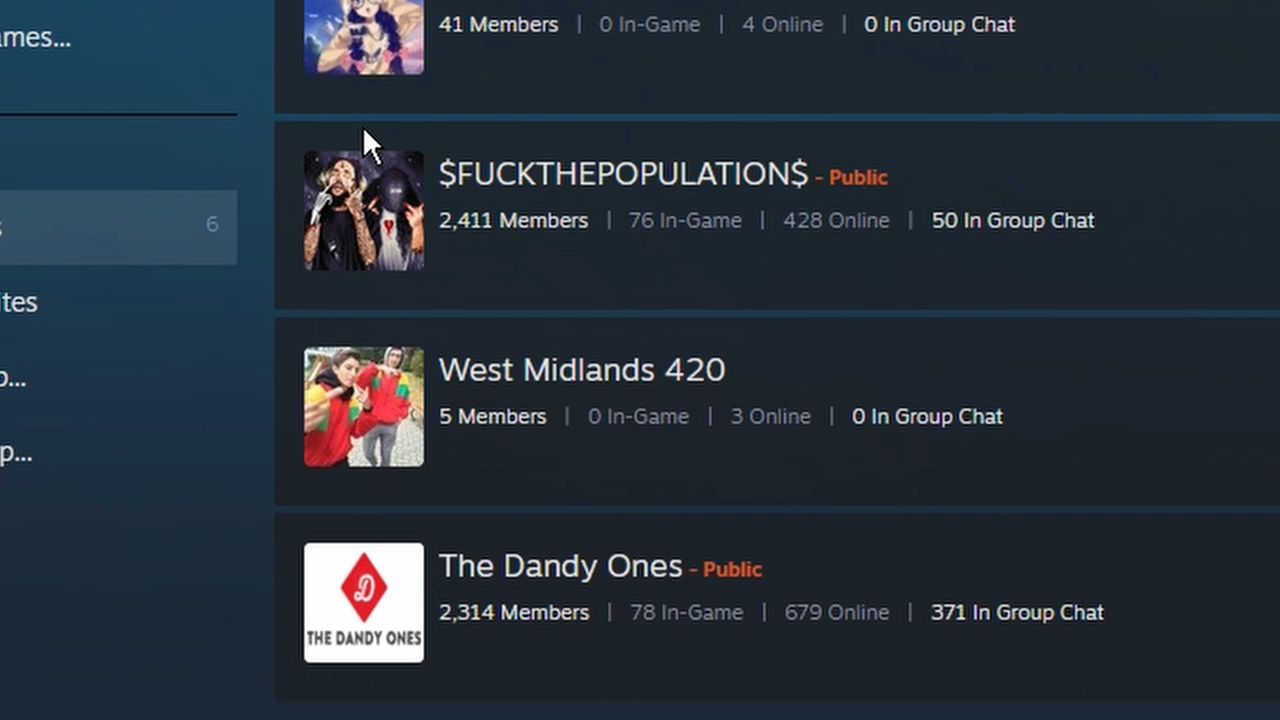 ames...
41 Members | 0 In-Game | 4 Online | 0 In Group Chat
$FUCKTHEPOPULATION$ - Public
2,411 Members | 76 In-Game | 428 Online | 50 In Group Chat
s 6
ites
West Midlands 420
5 Members | 0 In-Game | 3 Online | 0 In Group Chat
o...
p...
The Dandy Ones - Public
2,314 Members | 78 In-Game | 679 Online | 371 In Group Chat
D
THE DANDY ONES